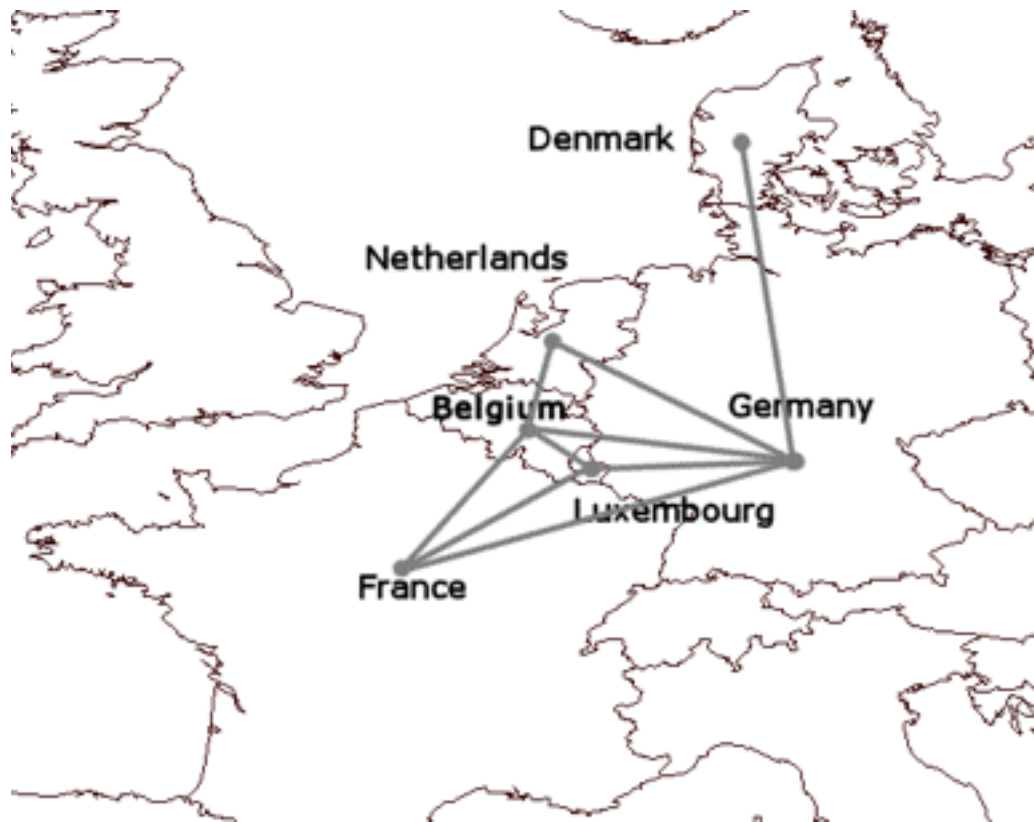 Denmark
Netherlands
Belgium
Germany
Luxembourg
France